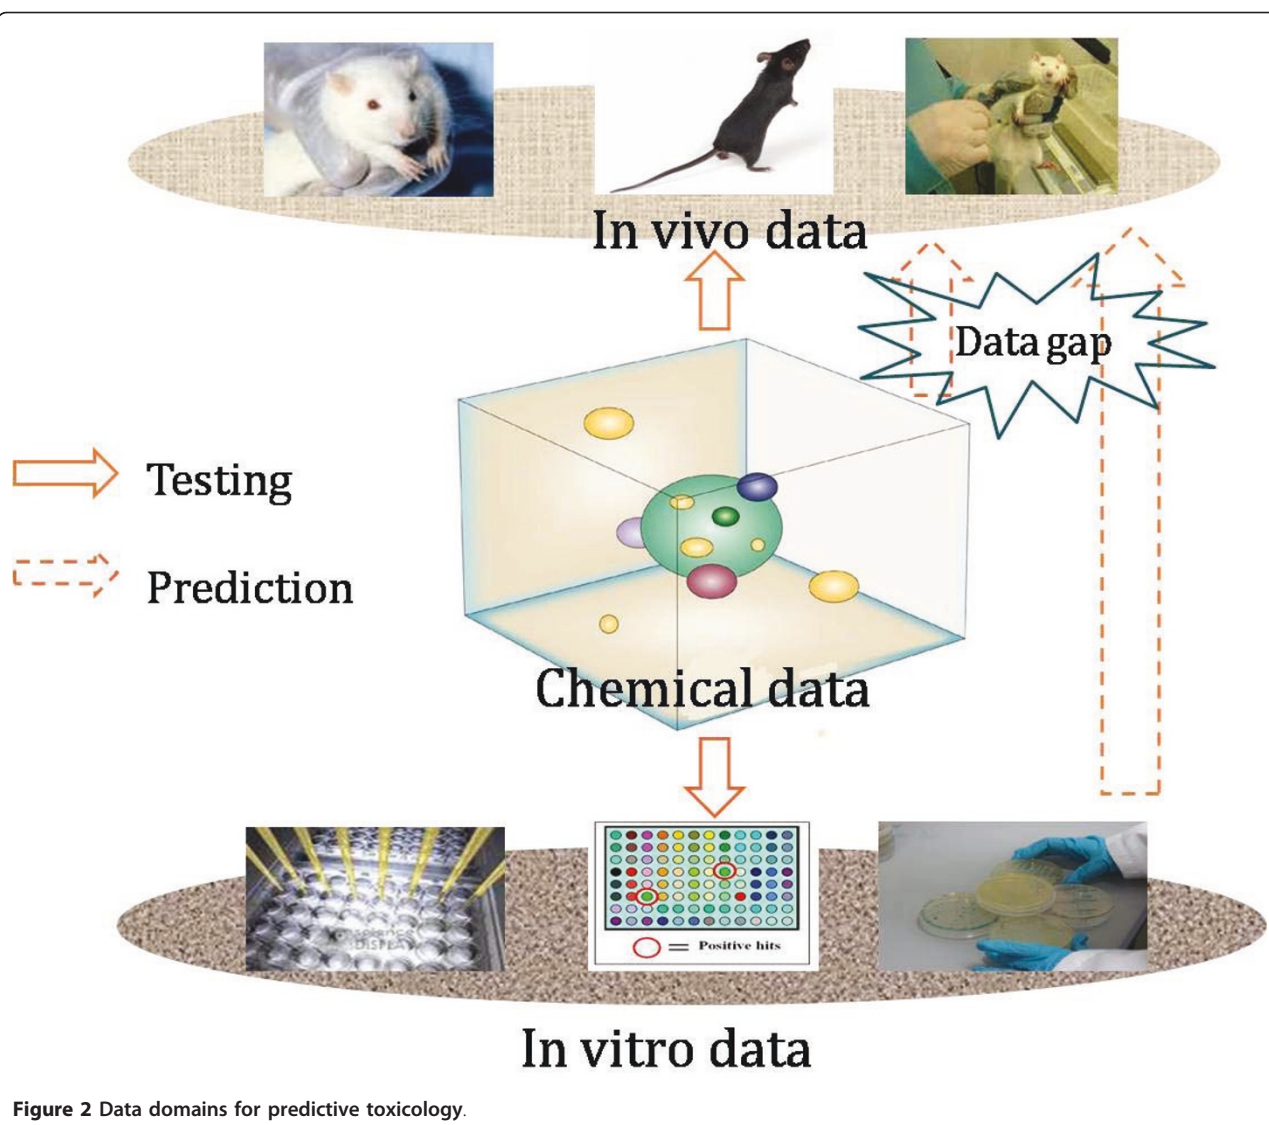 In vivo data
Data gap
Testing
Prediction
Chemical data
= Positive hits
In vitro data
Figure 2 Data domains for predictive toxicology.